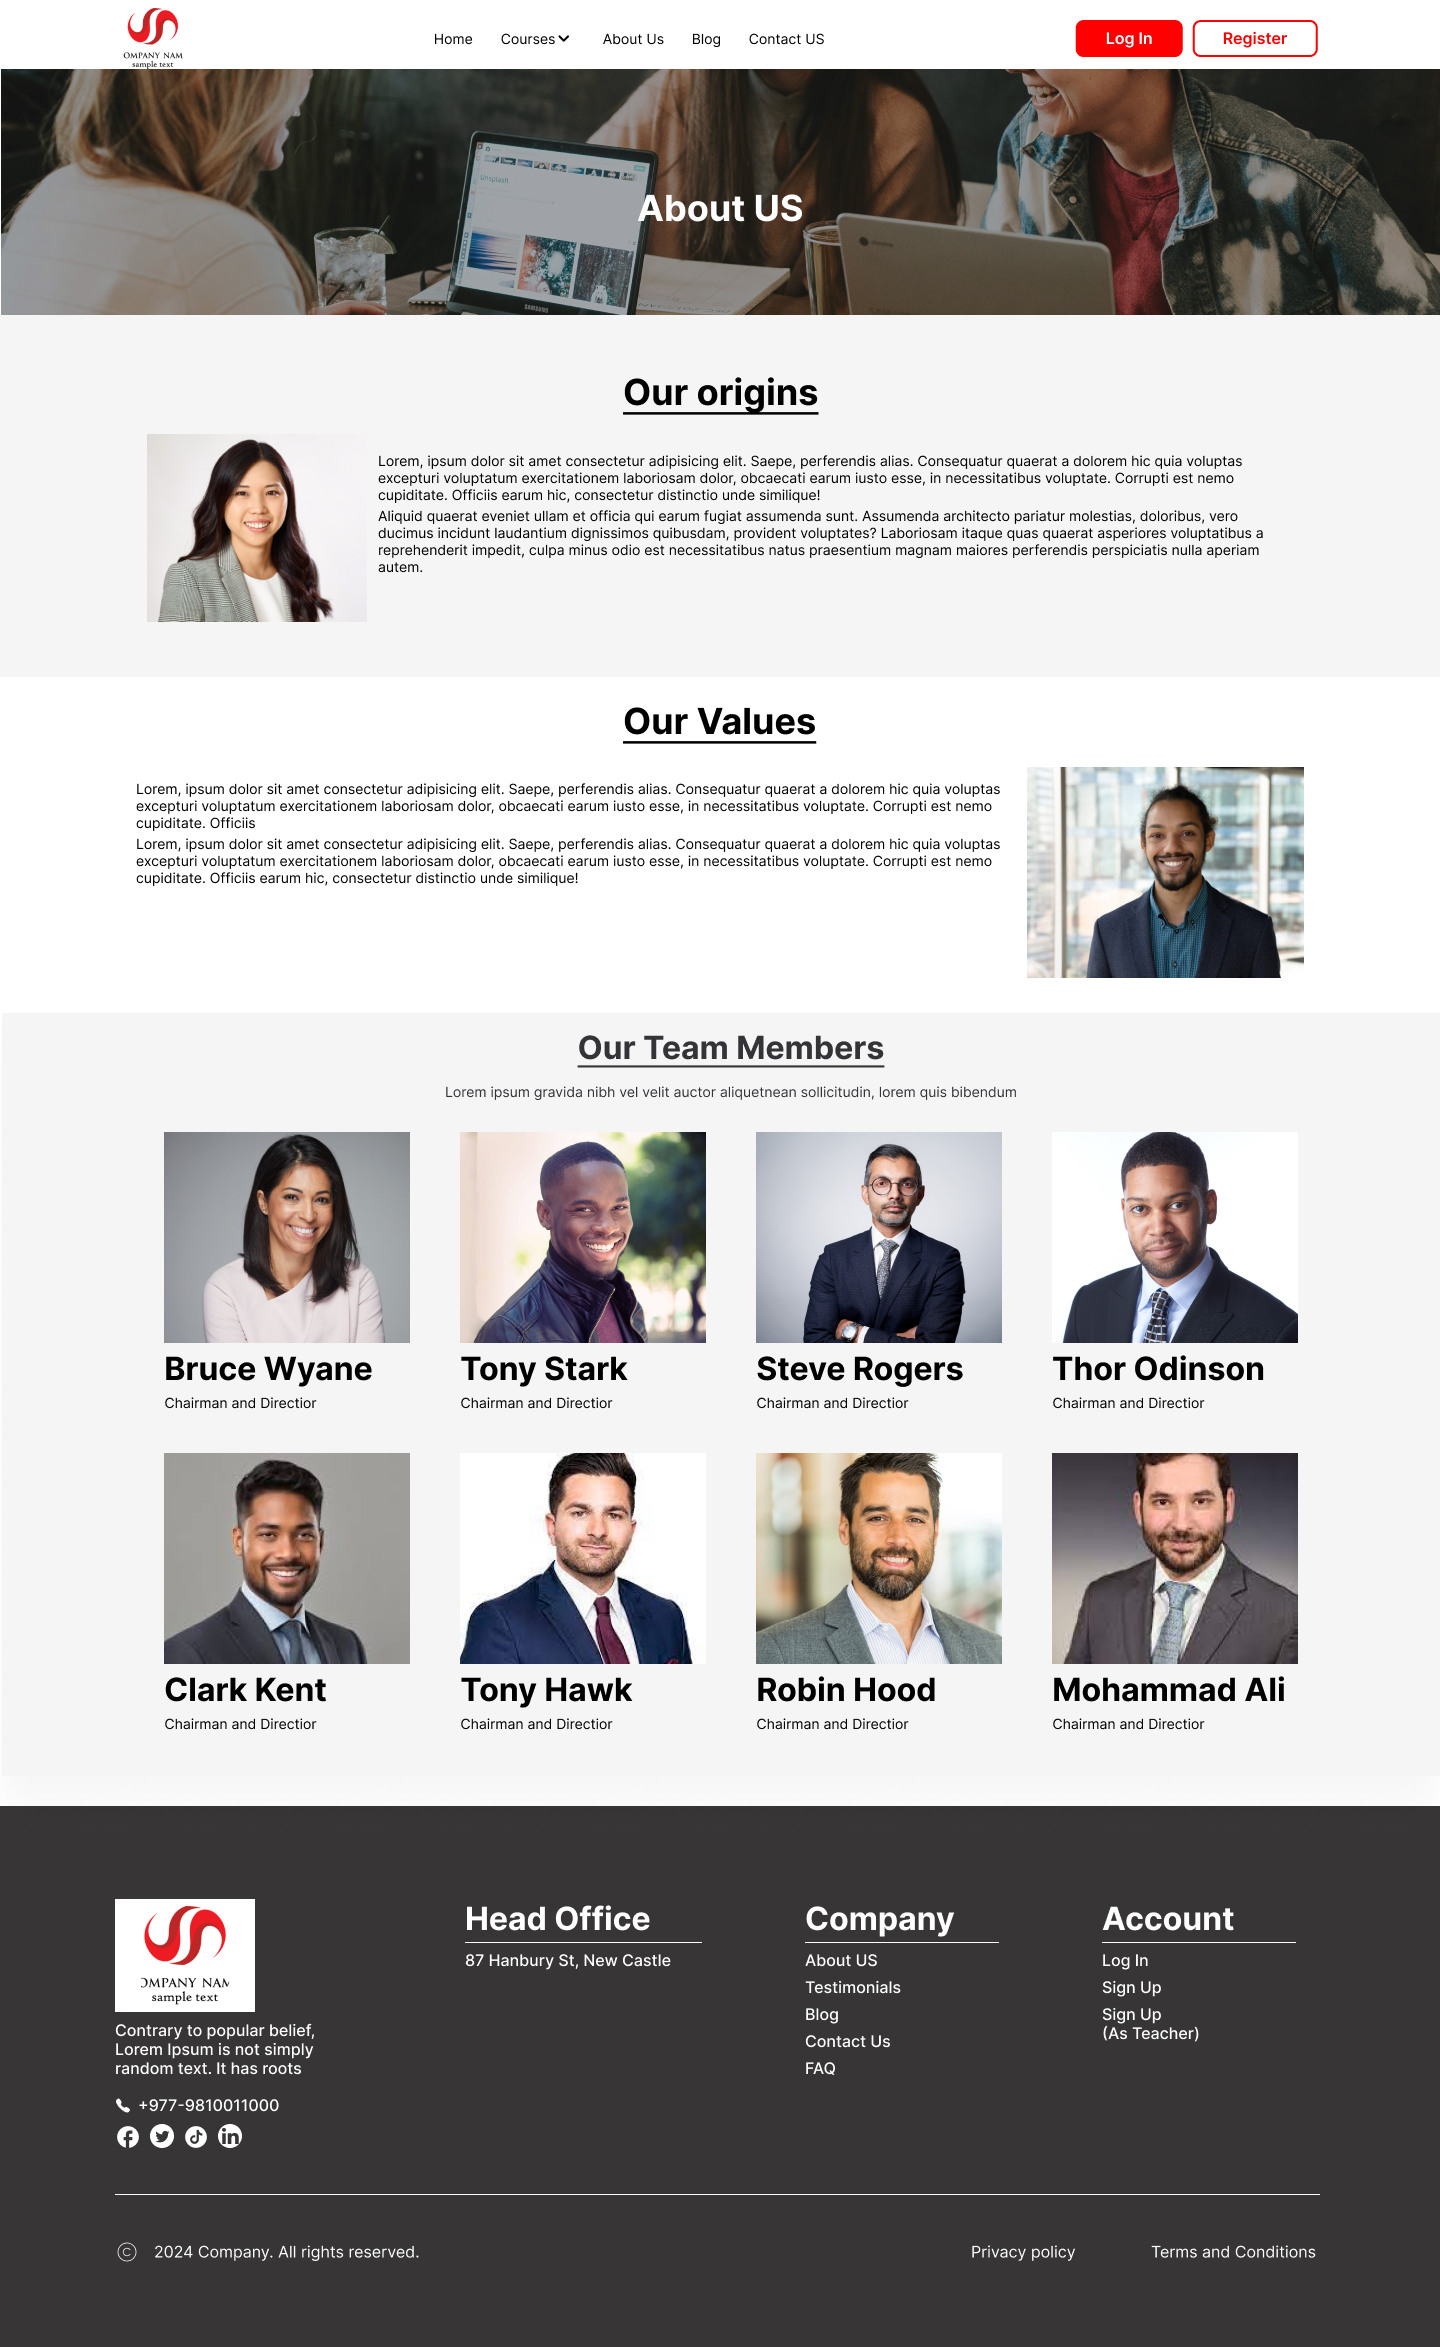 OMPANY NAM
sample text
Home Courses About Us Blog Contact US
Log In Register
Unsplash
About US
SAMSUNG
chrome
Our origins
Lorem, ipsum dolor sit amet consectetur adipisicing elit. Saepe, perferendis alias. Consequatur quaerat a dolorem hic quia voluptas
excepturi voluptatum exercitationem laboriosam dolor, obcaecati earum iusto esse, in necessitatibus voluptate. Corrupti est nemo
cupiditate. Officiis earum hic, consectetur distinctio unde similique!
Aliquid quaerat eveniet ullam et officia qui earum fugiat assumenda sunt. Assumenda architecto pariatur molestias, doloribus, vero
ducimus incidunt laudantium dignissimos quibusdam, provident voluptates? Laboriosam itaque quas quaerat asperiores voluptatibus a
reprehenderit impedit, culpa minus odio est necessitatibus natus praesentium magnam maiores perferendis perspiciatis nulla aperiam
autem.
Our Values
Lorem, ipsum dolor sit amet consectetur adipisicing elit. Saepe, perferendis alias. Consequatur quaerat a dolorem hic quia voluptas
excepturi voluptatum exercitationem laboriosam dolor, obcaecati earum iusto esse, in necessitatibus voluptate. Corrupti est nemo
cupiditate. Officiis
Lorem, ipsum dolor sit amet consectetur adipisicing elit. Saepe, perferendis alias. Consequatur quaerat a dolorem hic quia voluptas
excepturi voluptatum exercitationem laboriosam dolor, obcaecati earum iusto esse, in necessitatibus voluptate. Corrupti est nemo
cupiditate. Officiis earum hic, consectetur distinctio unde similique!
Our Team Members
Lorem ipsum gravida nibh vel velit auctor aliquetnean sollicitudin, lorem quis bibendum
Bruce Wyane
Chairman and Directior
Tony Stark
Chairman and Directior
Steve Rogers
Chairman and Directior
Thor Odinson
Chairman and Directior
Clark Kent
Chairman and Directior
Tony Hawk
Chairman and Directior
Robin Hood
Chairman and Directior
Mohammad Ali
Chairman and Directior
OMPANY NAM
sample text
Contrary to popular belief,
Lorem Ipsum is not simply
random text. It has roots
+977-9810011000
Head Office
87 Hanbury St, New Castle
Company
About US
Testimonials
Blog
Contact Us
FAQ
Account
Log In
Sign Up
Sign Up
(As Teacher)
© 2024 Company. All rights reserved.
Privacy policy
Terms and Conditions